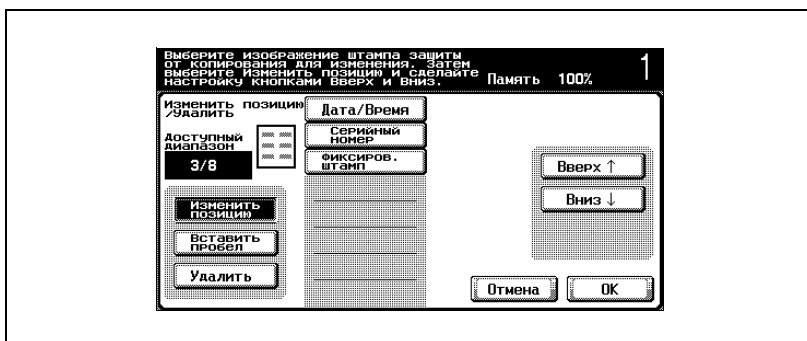 Выберите изображение штампа защиты
от копирования для изменения. Затем
выберите Изменить позицию и сделайте
настройку кнопками Вверх и Вниз.
Память 100%
1
Изменить позицию
/Удалить
Доступный
диапазон
3/8
Изменить
позицию
Вставить
пробел
Удалить
Дата/Время
Серийный
номер
Фиксиров.
штамп
Вверх ↑
Вниз ↓
Отмена
OK